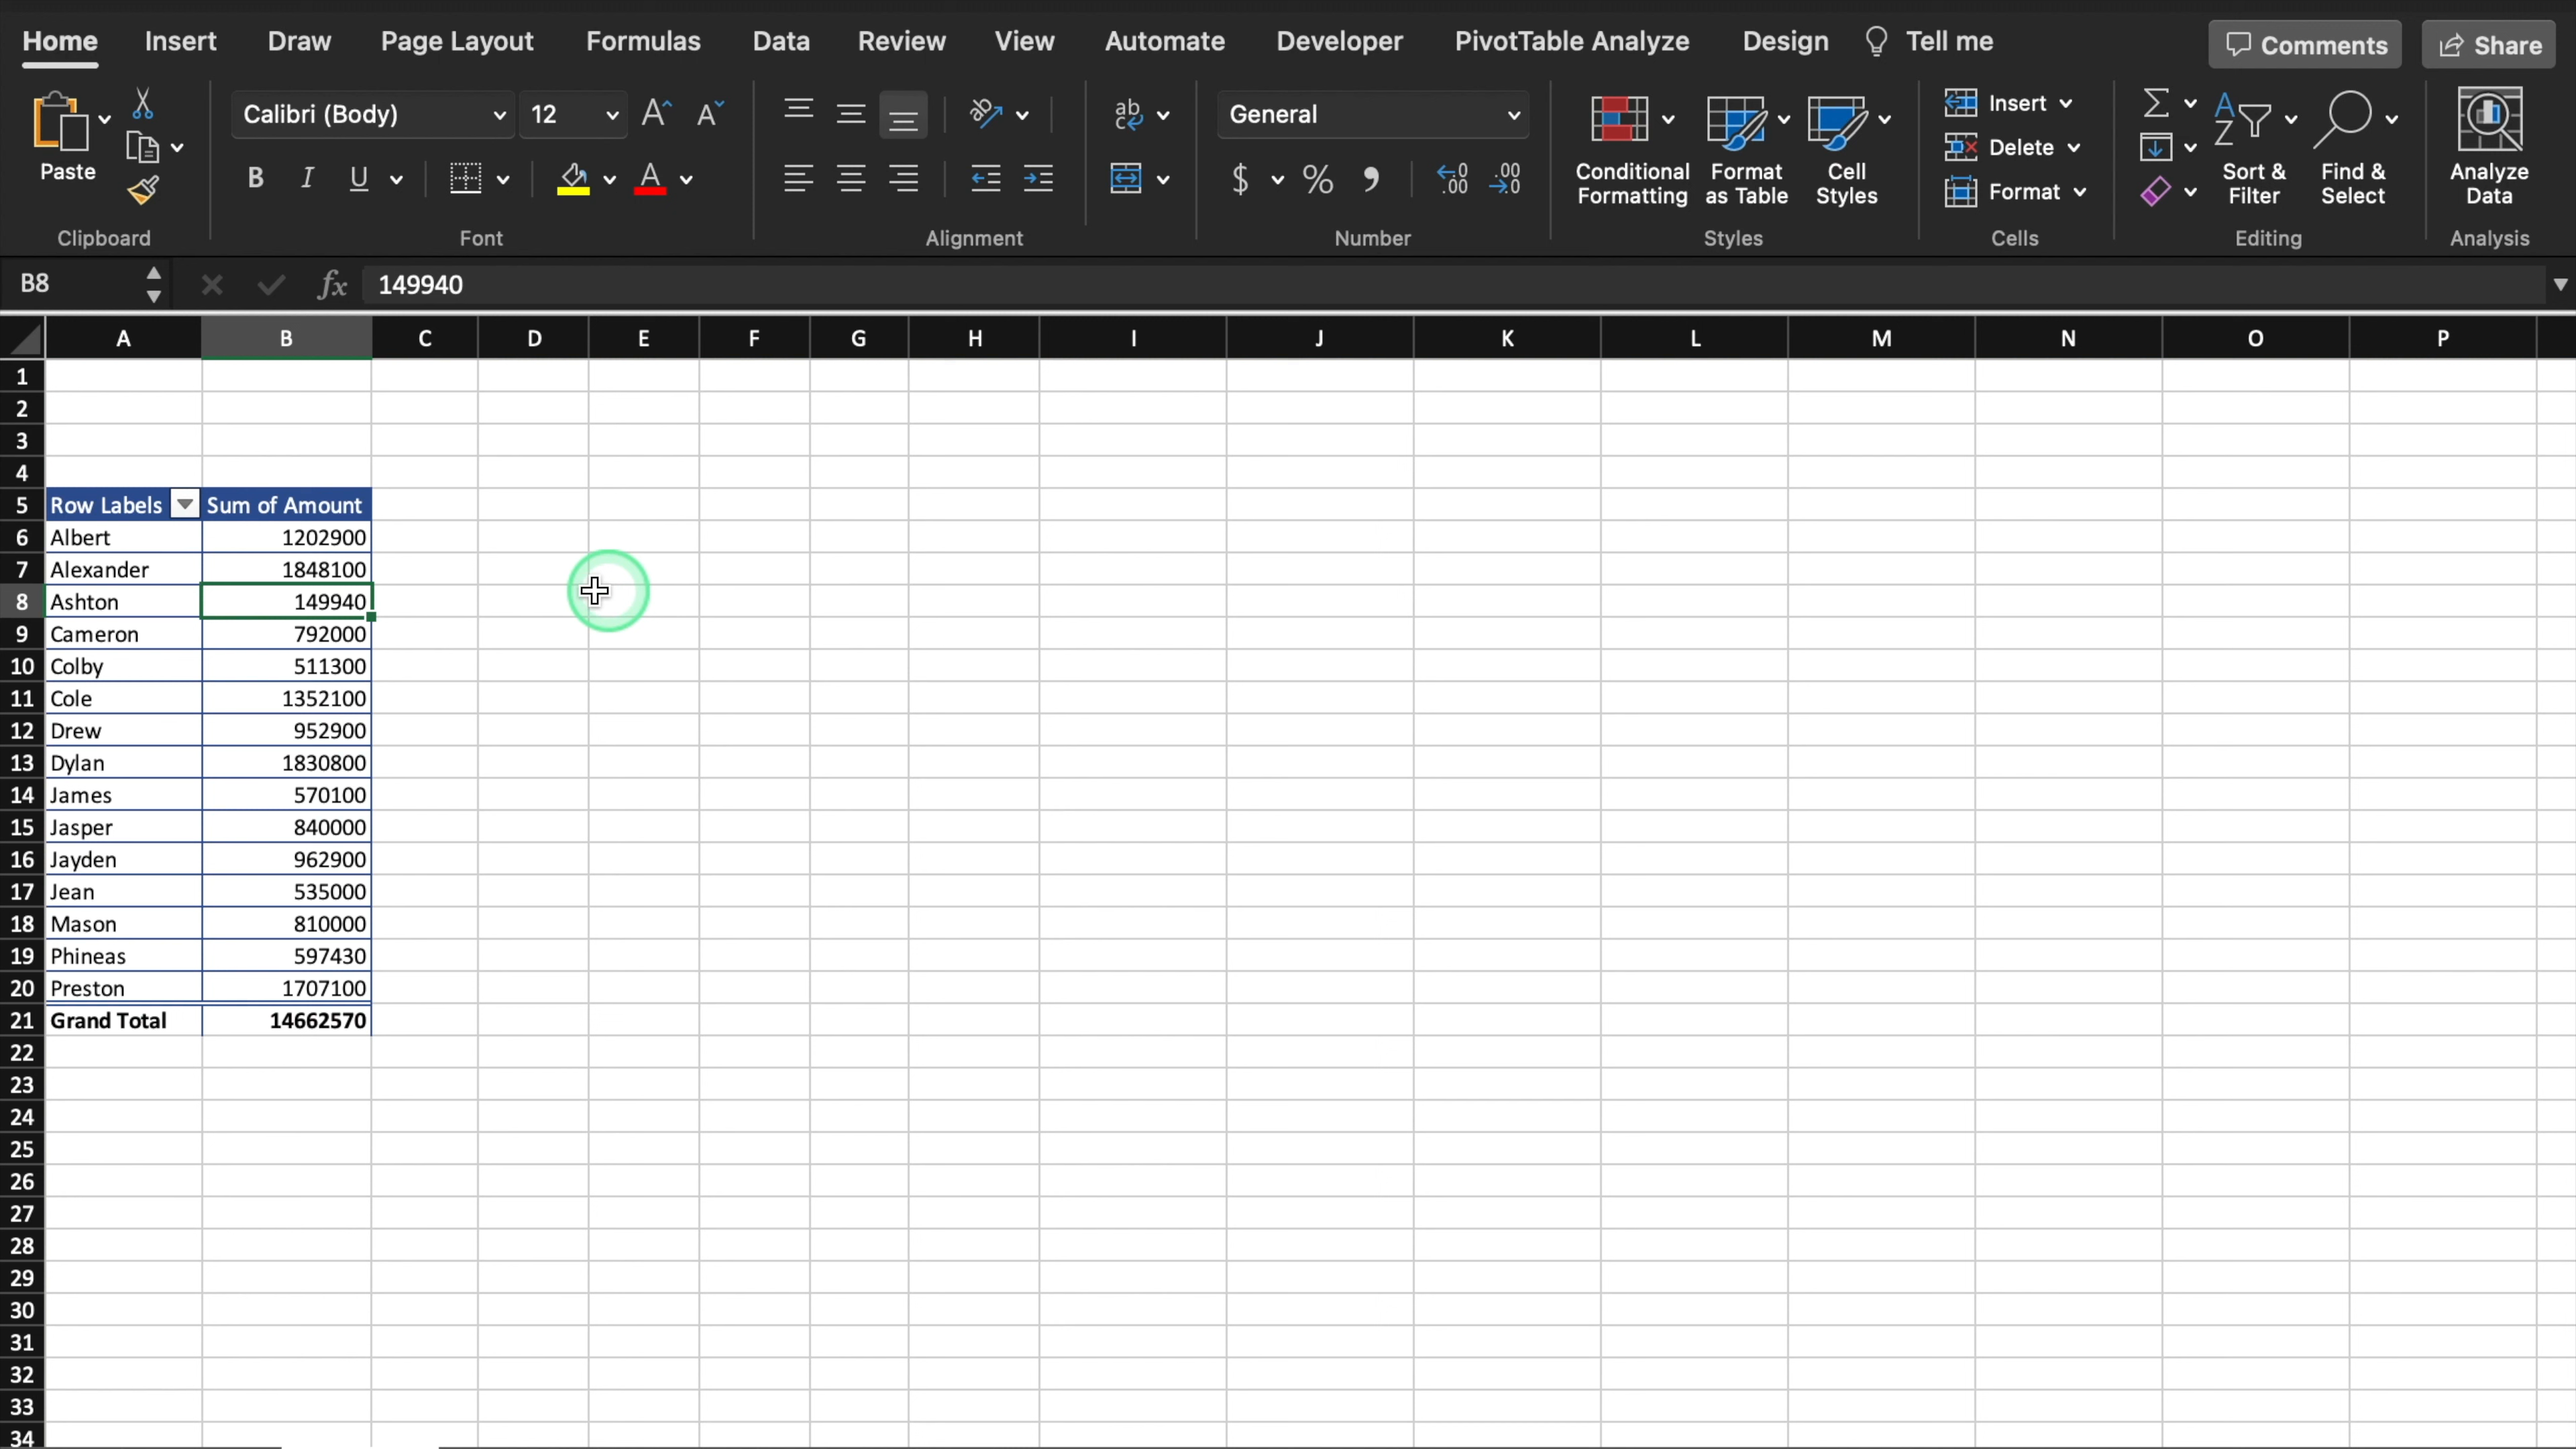 Home Insert Draw Page Layout Formulas Data Review View Automate Developer PivotTable Analyze Design Tell me Comments Share
Paste
Clipboard
Calibri (Body) 12
B I U A
Font
Alignment
ab
c
General
$ % 9 .00 .00
Number
Conditional Formatting
Format as Table
Cell Styles
Styles
Insert
Delete
Format
Cells
Sort & Filter
Find & Select
Editing
Analyze Data
Analysis
B8 fx 149940
A B C D E F G H I J K L M N O P
1
2
3
4
5 Row Labels Sum of Amount
6 Albert 1202900
7 Alexander 1848100
8 Ashton 149940
9 Cameron 792000
10 Colby 511300
11 Cole 1352100
12 Drew 952900
13 Dylan 1830800
14 James 570100
15 Jasper 840000
16 Jayden 962900
17 Jean 535000
18 Mason 810000
19 Phineas 597430
20 Preston 1707100
21 Grand Total 14662570
22
23
24
25
26
27
28
29
30
31
32
33
34